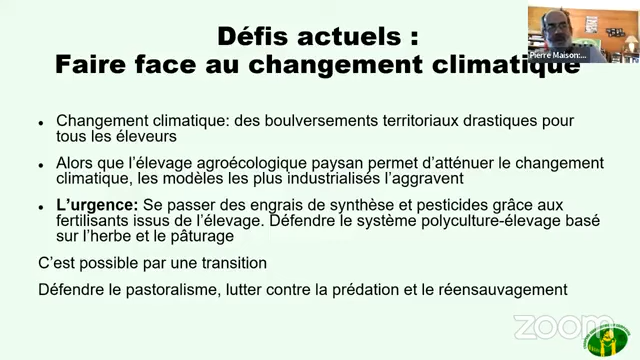 Défis actuels :
Faire face au changement climatique
Pierre Maison:...
Changement climatique: des boulversements territoriaux drastiques pour
tous les éleveurs
Alors que l’élevage agroécologique paysan permet d’atténuer le changement
climatique, les modèles les plus industrialisés l’aggravent
L’urgence: Se passer des engrais de synthèse et pesticides grâce aux
fertilisants issus de l’élevage. Défendre le système polyculture-élevage basé
sur l’herbe et le pâturage
C’est possible par une transition
Défendre le pastoralisme, lutter contre la prédation et le réensauvagement
zoom